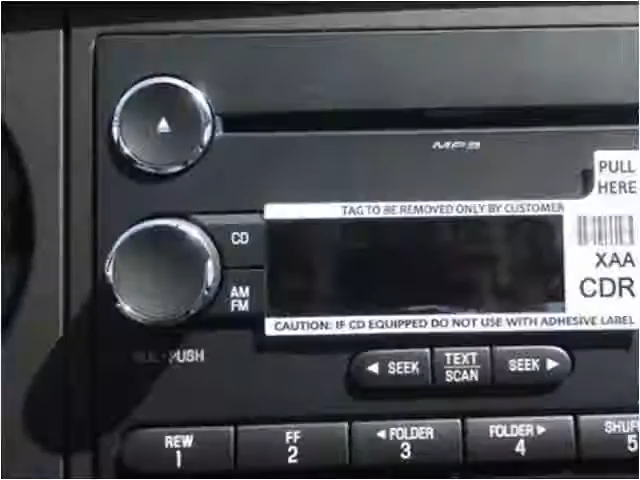 MP3
PULL
HERE
TAG TO BE REMOVED ONLY BY CUSTOMER
CD
XAA
CDR
AM
FM
CAUTION: IF CD EQUIPPED DO NOT USE WITH ADHESIVE LABEL
PUSH
◀ SEEK
TEXT
SCAN
SEEK ▶
REW
1
FF
2
◀ FOLDER
3
FOLDER ▶
4
5